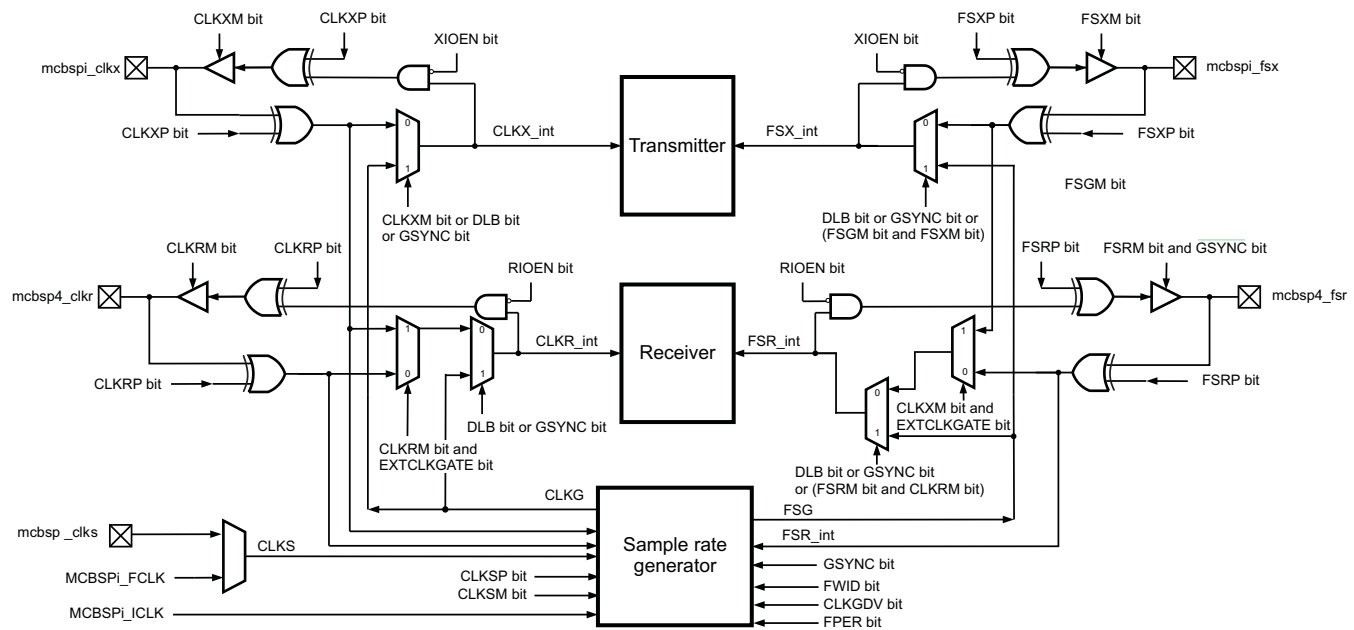 CLKXM bit
CLKXP bit
XIOEN bit
mcbspi_clkx
CLKXP bit
0
1
CLKX_int
CLKXM bit or DLB bit
or GSYNC bit
Transmitter
XIOEN bit
FSXP bit
FSXM bit
mcbspi_fsx
FSX_int
0
1
FSXP bit
FSGM bit
DLB bit or GSYNC bit or
(FSGM bit and FSXM bit)
CLKRM bit
CLKRP bit
RIOEN bit
mcbsp4_clkr
CLKRP bit
1
0
0
1
CLKR_int
DLB bit or GSYNC bit
CLKRM bit and
EXTCLKGATE bit
Receiver
RIOEN bit
FSRP bit
FSRM bit and GSYNC bit
mcbsp4_fsr
FSR_int
1
0
FSRP bit
CLKXM bit and
EXTCLKGATE bit
0
1
DLB bit or GSYNC bit
or (FSRM bit and CLKRM bit)
CLKG
FSG
mcbsp _clks
CLKS
MCBSPi_FCLK
CLKSP bit
CLKSM bit
MCBSPi_ICLK
Sample rate
generator
FSR_int
GSYNC bit
FWID bit
CLKGDV bit
FPER bit